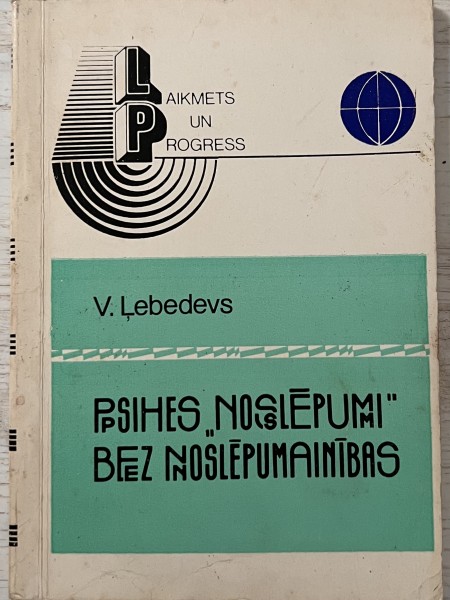 LAIKMETS
UN
PROGRESS
V. Ļebedevs
PSIHES „NOSLĒPUMI"
BEZ NOSLĒPUMAINĪBAS